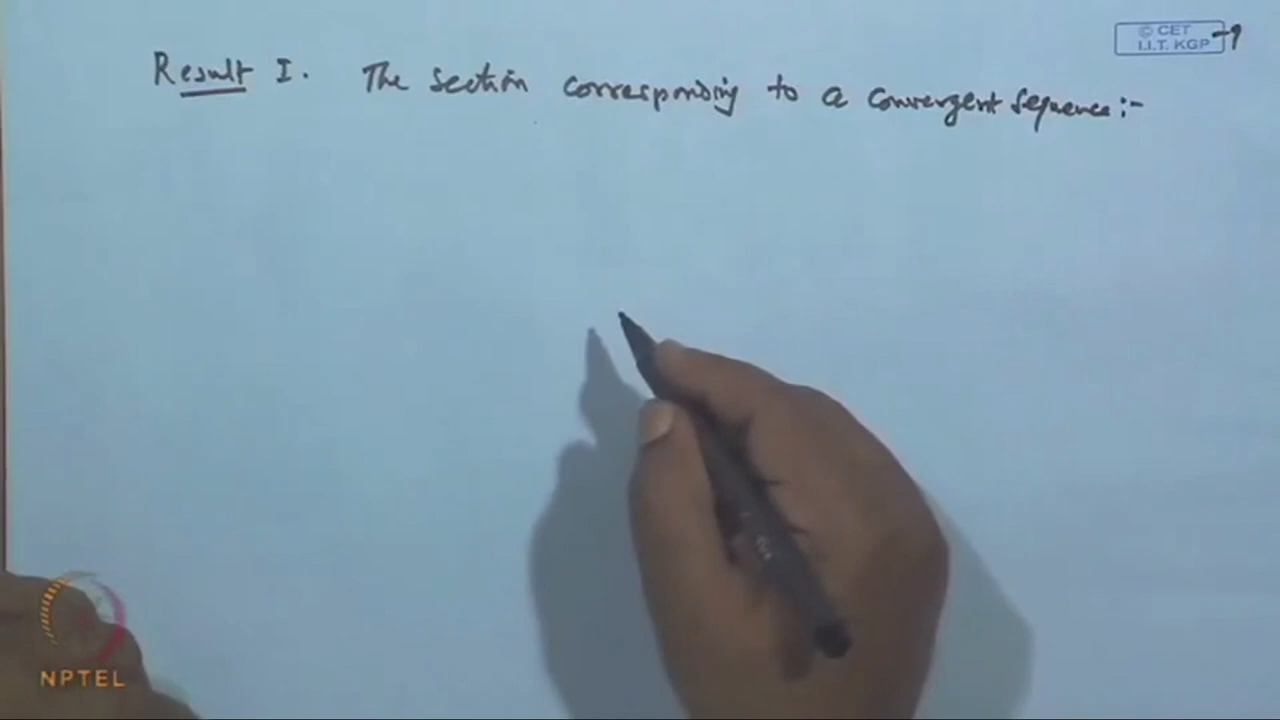 © CET
I.I.T. KGP
Result I. The section corresponding to a Convergent Sequence:-
NPTEL